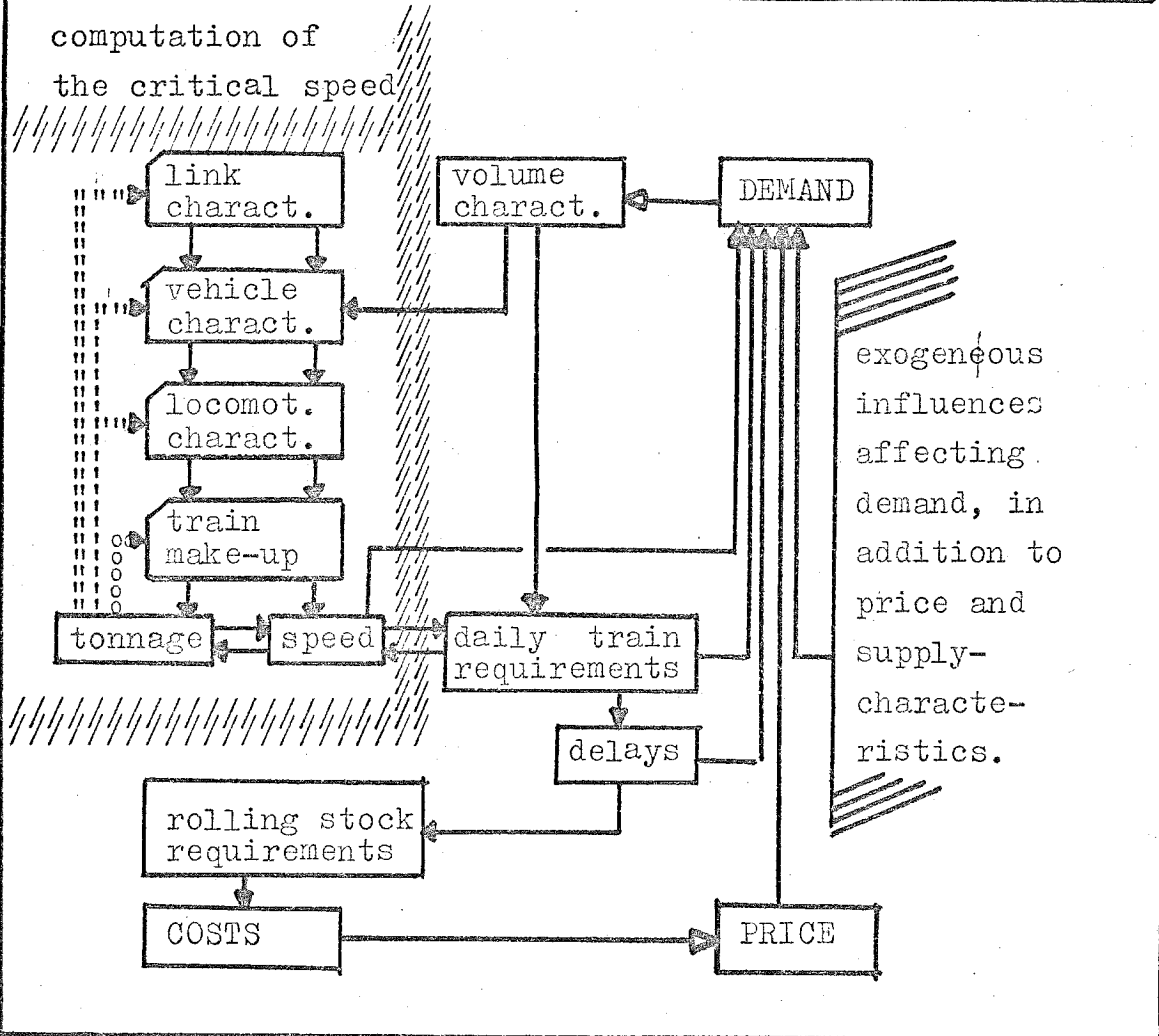 computation of
the critical speed
link
charact.
vehicle
charact.
locomot.
charact.
train
make-up
tonnage
speed
volume
charact.
DEMAND
daily train
requirements
delays
rolling stock
requirements
COSTS
PRICE
exogenøous
influences
affecting
demand, in
addition to
price and
supply-
characte-
ristics.